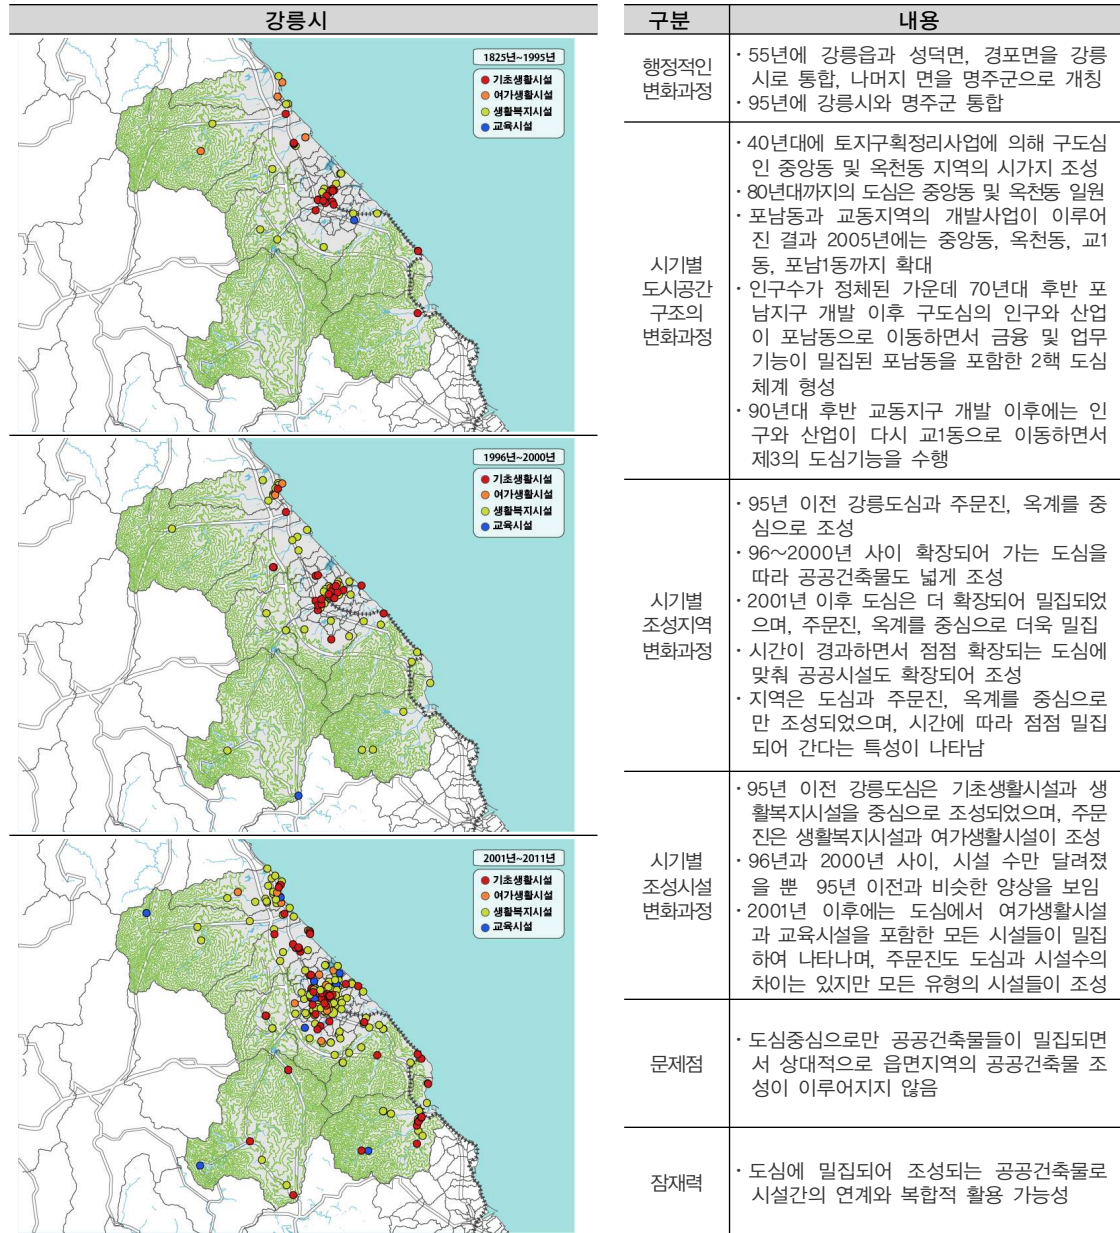 강릉시
1825년~1995년
기초생활시설
여가생활시설
생활복지시설
교육시설
1996년~2000년
기초생활시설
여가생활시설
생활복지시설
교육시설
2001년~2011년
기초생활시설
여가생활시설
생활복지시설
교육시설
구분 내용
행정적인
변화과정
· 55년에 강릉읍과 성덕면, 경포면을 강릉
시로 통합, 나머지 면을 명주군으로 개칭
· 95년에 강릉시와 명주군 통합
시기별
도시공간
구조의
변화과정
· 40년대에 토지구획정리사업에 의해 구도심
인 중앙동 및 옥천동 지역의 시가지 조성
· 80년대까지의 도심은 중앙동 및 옥천동 일원
· 포남동과 교동지역의 개발사업이 이루어
진 결과 2005년에는 중앙동, 옥천동, 교1
동, 포남1동까지 확대
· 인구수가 정체된 가운데 70년대 후반 포
남지구 개발 이후 구도심의 인구와 산업
이 포남동으로 이동하면서 금융 및 업무
기능이 밀집된 포남동을 포함한 2핵 도심
체계 형성
· 90년대 후반 교동지구 개발 이후에는 인
구와 산업이 다시 교1동으로 이동하면서
제3의 도심기능을 수행
시기별
조성지역
변화과정
· 95년 이전 강릉도심과 주문진, 옥계를 중
심으로 조성
· 96~2000년 사이 확장되어 가는 도심을
따라 공공건축물도 넓게 조성
· 2001년 이후 도심은 더 확장되어 밀집되었
으며, 주문진, 옥계를 중심으로 더욱 밀집
· 시간이 경과하면서 점점 확장되는 도심에
맞춰 공공시설도 확장되어 조성
· 지역은 도심과 주문진, 옥계를 중심으로
만 조성되었으며, 시간에 따라 점점 밀집
되어 간다는 특성이 나타남
시기별
조성시설
변화과정
· 95년 이전 강릉도심은 기초생활시설과 생
활복지시설을 중심으로 조성되었으며, 주문
진은 생활복지시설과 여가생활시설이 조성
· 96년과 2000년 사이, 시설 수만 달려졌
을 뿐 95년 이전과 비슷한 양상을 보임
· 2001년 이후에는 도심에서 여가생활시설
과 교육시설을 포함한 모든 시설들이 밀집
하여 나타나며, 주문진도 도심과 시설수의
차이는 있지만 모든 유형의 시설들이 조성
문제점
· 도심중심으로만 공공건축물들이 밀집되면
서 상대적으로 읍면지역의 공공건축물 조
성이 이루어지지 않음
잠재력
· 도심에 밀집되어 조성되는 공공건축물로
시설간의 연계와 복합적 활용 가능성